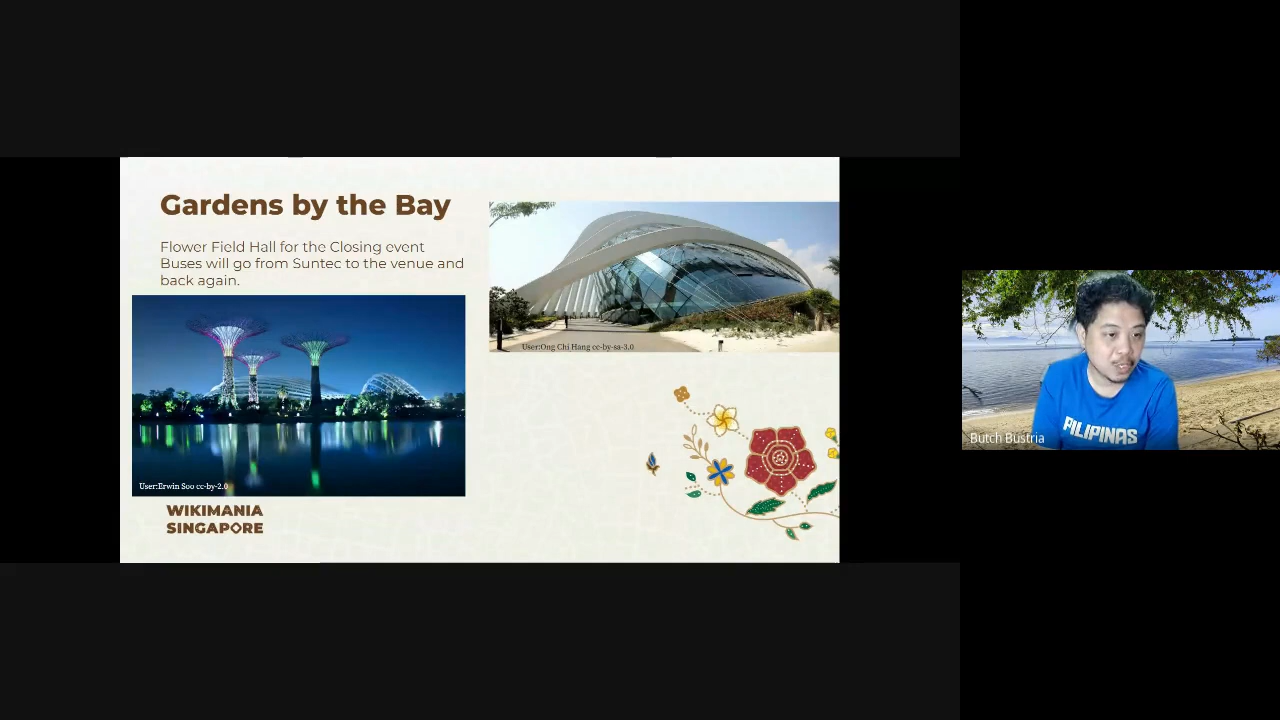 Gardens by the Bay
Flower Field Hall for the Closing event
Buses will go from Suntec to the venue and
back again.
User:Ong Chi Hang cc-by-sa-3.0
User:Erwin Soo cc-by-2.0
WIKIMANIA
SINGAPORE
PILIPINAS
Butch Bustria